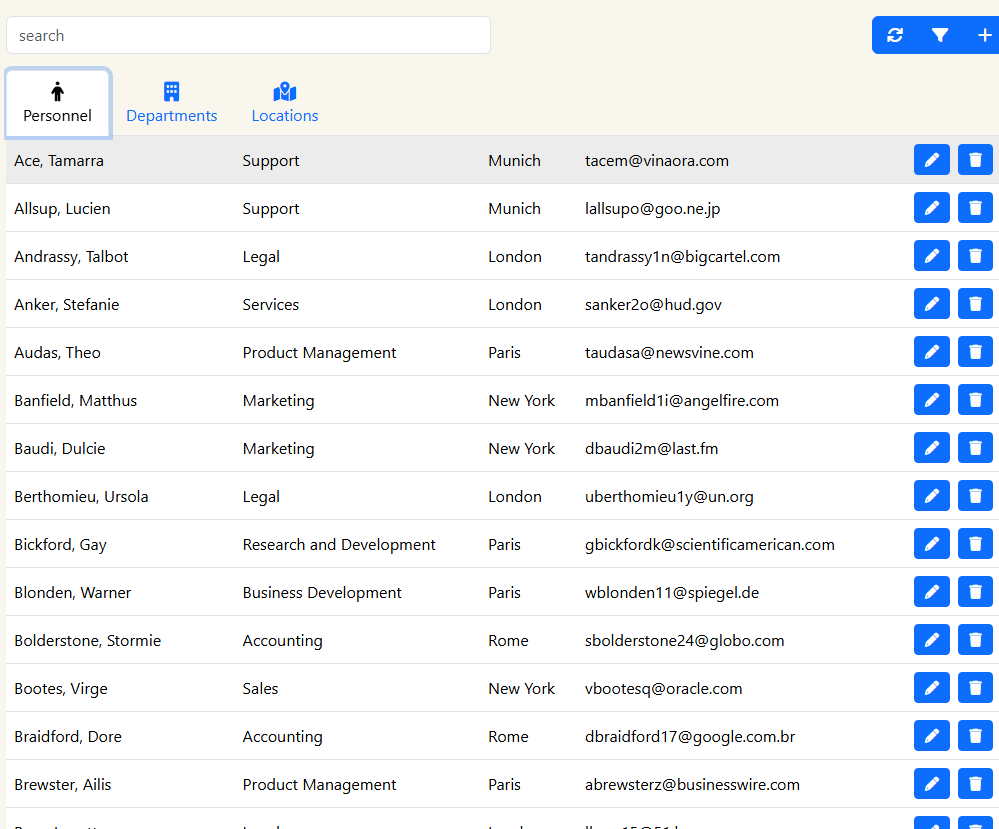 search
Personnel Departments Locations
Ace, Tamarra Support Munich tacem@vinaora.com
Allsup, Lucien Support Munich lallsupo@goo.ne.jp
Andrassy, Talbot Legal London tandrassy1n@bigcartel.com
Anker, Stefanie Services London sanker2o@hud.gov
Audas, Theo Product Management Paris taudasa@newsvine.com
Banfield, Matthus Marketing New York mbanfield1i@angelfire.com
Baudi, Dulcie Marketing New York dbaudi2m@last.fm
Berthomieu, Ursola Legal London uberthomieu1y@un.org
Bickford, Gay Research and Development Paris gbickfordk@scientificamerican.com
Blonden, Warner Business Development Paris wblonden11@spiegel.de
Bolderstone, Stormie Accounting Rome sbolderstone24@globo.com
Bootes, Virge Sales New York vbootesq@oracle.com
Braidford, Dore Accounting Rome dbraidford17@google.com.br
Brewster, Ailis Product Management Paris abrewsterz@businesswire.com